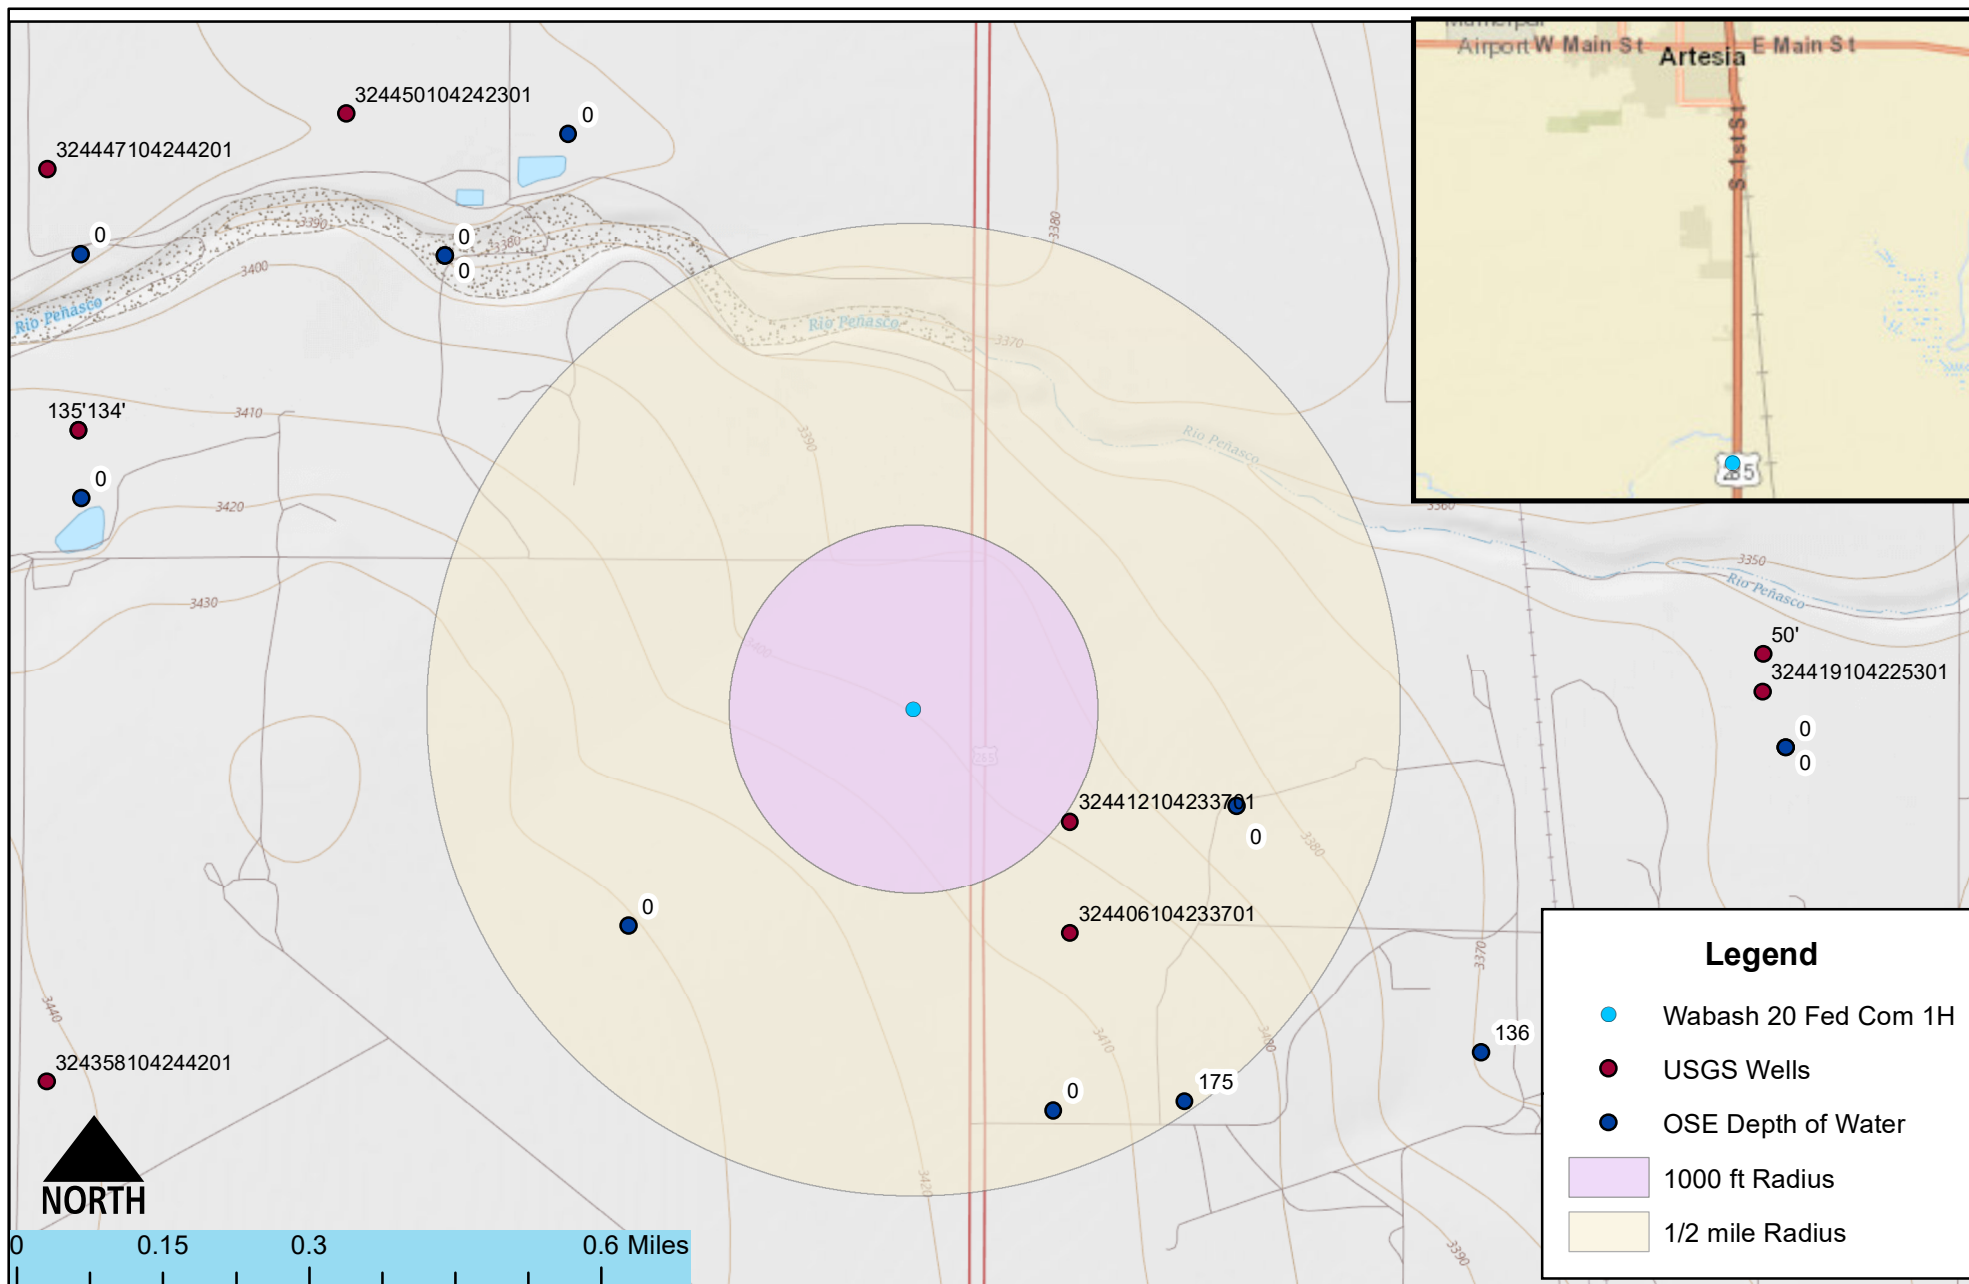 Airport W Main St
Artesia
E Main St
S 1st St
285
324450104242301
0
324447104244201
0
0
0
3390
3380
3400
3380
Rio Peñasco
Rio Peñasco
3370
135'134'
3410
3390
Rio Peñasco
0
3420
3360
3350
Rio Peñasco
3430
50'
3400
324419104225301
0
0
285
324412104233701
0
3380
0
324406104233701
3370
3440
3410
3400
136
324358104244201
0
175
3420
3390
NORTH
0
0.15
0.3
0.6 Miles
Legend
Wabash 20 Fed Com 1H
USGS Wells
OSE Depth of Water
1000 ft Radius
1/2 mile Radius